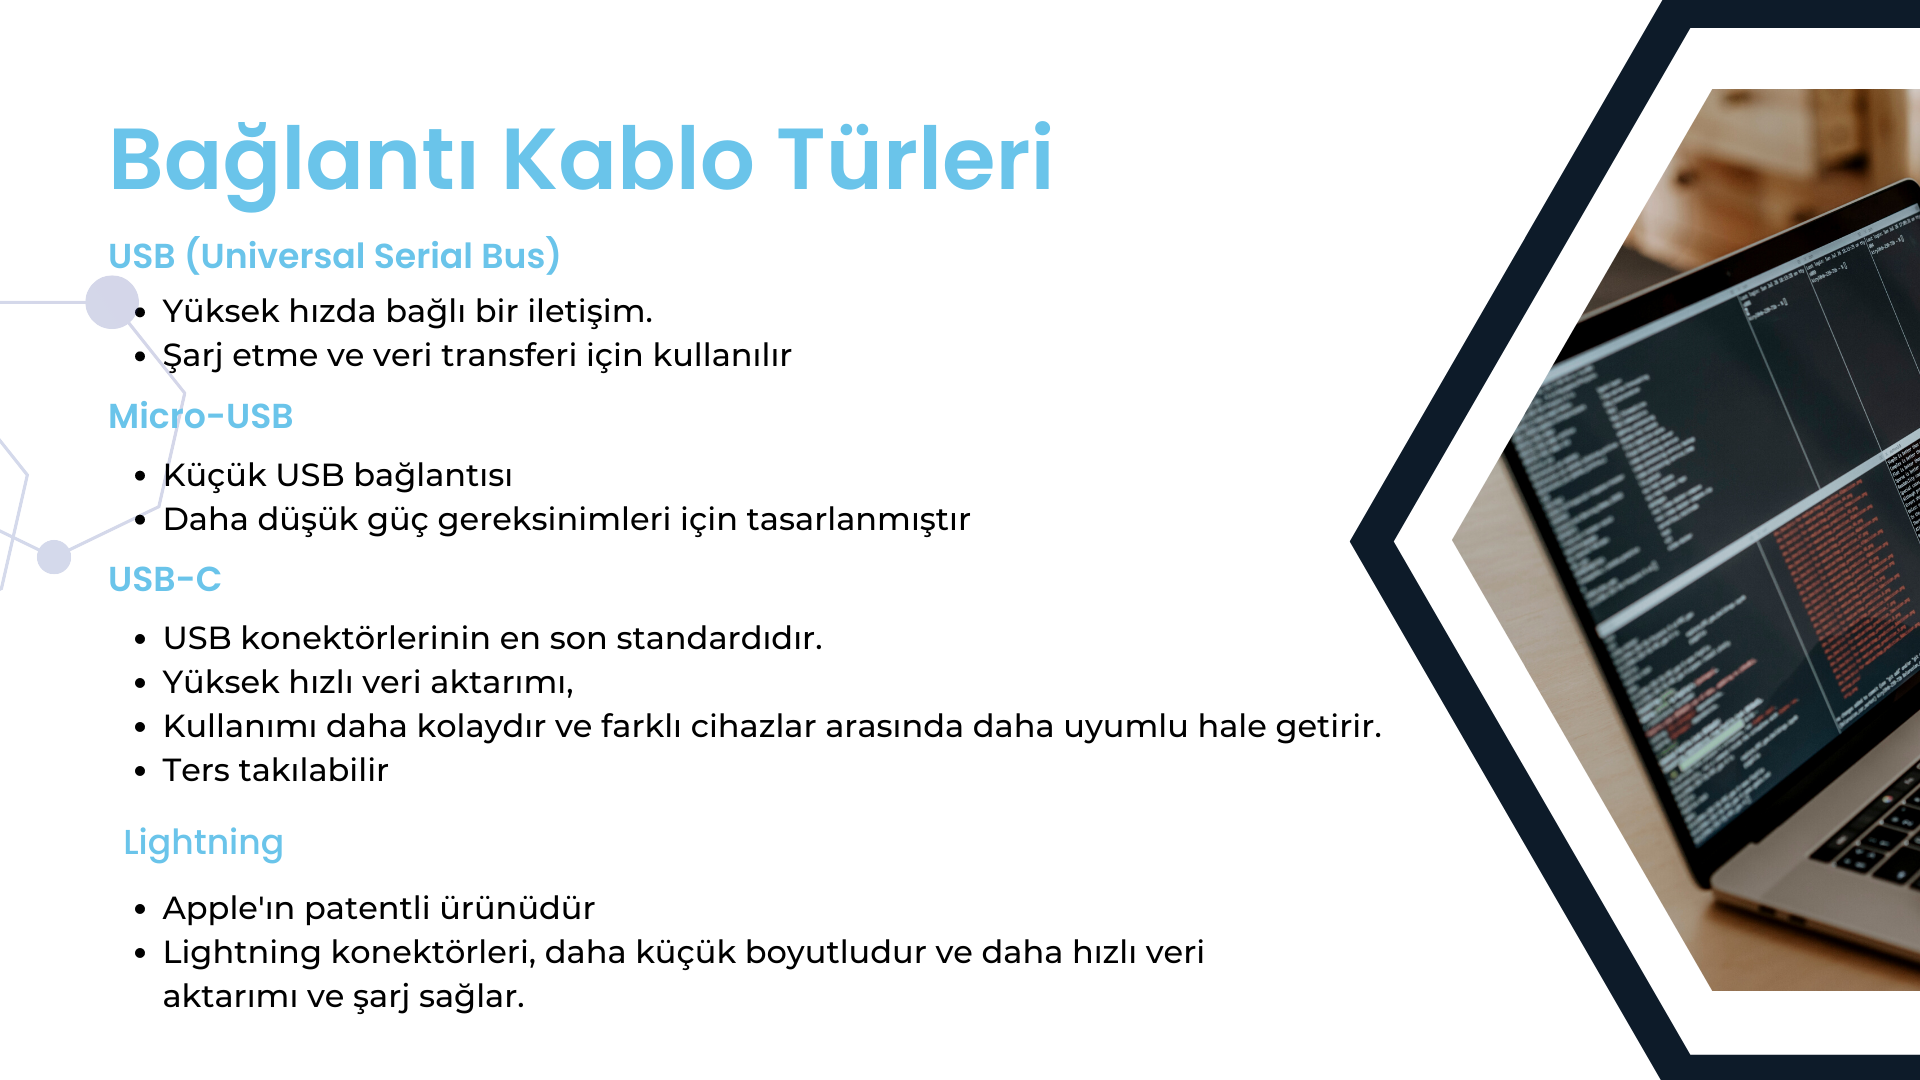 Bağlantı Kablo Türleri
USB (Universal Serial Bus)
• Yüksek hızda bağlı bir iletişim.
• Şarj etme ve veri transferi için kullanılır
Micro-USB
• Küçük USB bağlantısı
• Daha düşük güç gereksinimleri için tasarlanmıştır
USB-C
• USB konektörlerinin en son standardıdır.
• Yüksek hızlı veri aktarımı,
• Kullanımı daha kolaydır ve farklı cihazlar arasında daha uyumlu hale getirir.
• Ters takılabilir
Lightning
• Apple'ın patentli ürünüdür
• Lightning konektörleri, daha küçük boyutludur ve daha hızlı veri
aktarımı ve şarj sağlar.